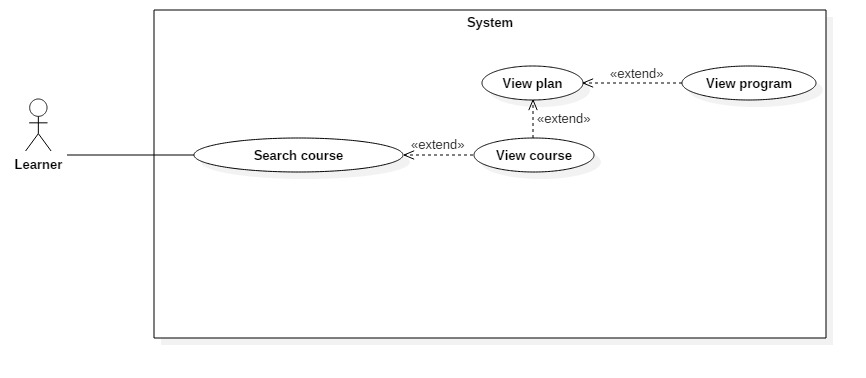 System
View plan
«extend»
View program
«extend»
Learner
Search course
«extend»
View course